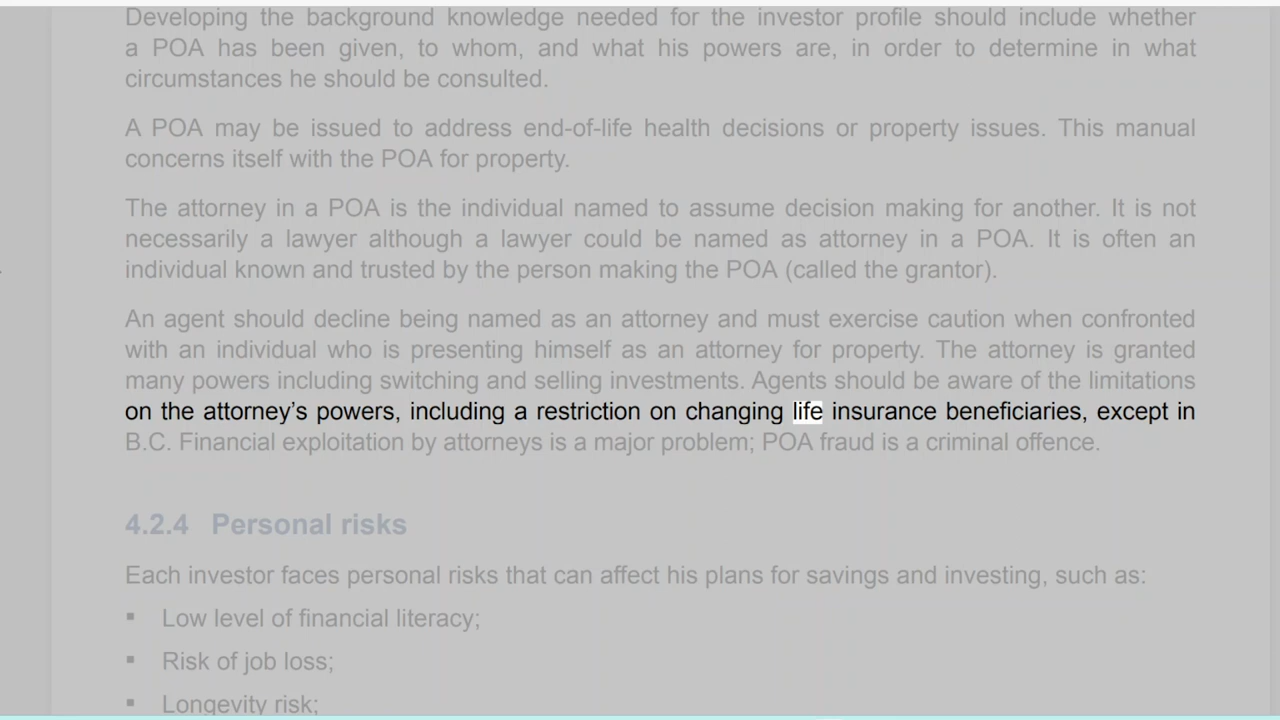 Developing the background knowledge needed for the investor profile should include whether
a POA has been given, to whom, and what his powers are, in order to determine in what
circumstances he should be consulted.
A POA may be issued to address end-of-life health decisions or property issues. This manual
concerns itself with the POA for property.
The attorney in a POA is the individual named to assume decision making for another. It is not
necessarily a lawyer although a lawyer could be named as attorney in a POA. It is often an
individual known and trusted by the person making the POA (called the grantor).
An agent should decline being named as an attorney and must exercise caution when confronted
with an individual who is presenting himself as an attorney for property. The attorney is granted
many powers including switching and selling investments. Agents should be aware of the limitations
on the attorney’s powers, including a restriction on changing life insurance beneficiaries, except in
B.C. Financial exploitation by attorneys is a major problem; POA fraud is a criminal offence.
4.2.4 Personal risks
Each investor faces personal risks that can affect his plans for savings and investing, such as:
▪ Low level of financial literacy;
▪ Risk of job loss;
▪ Longevity risk;